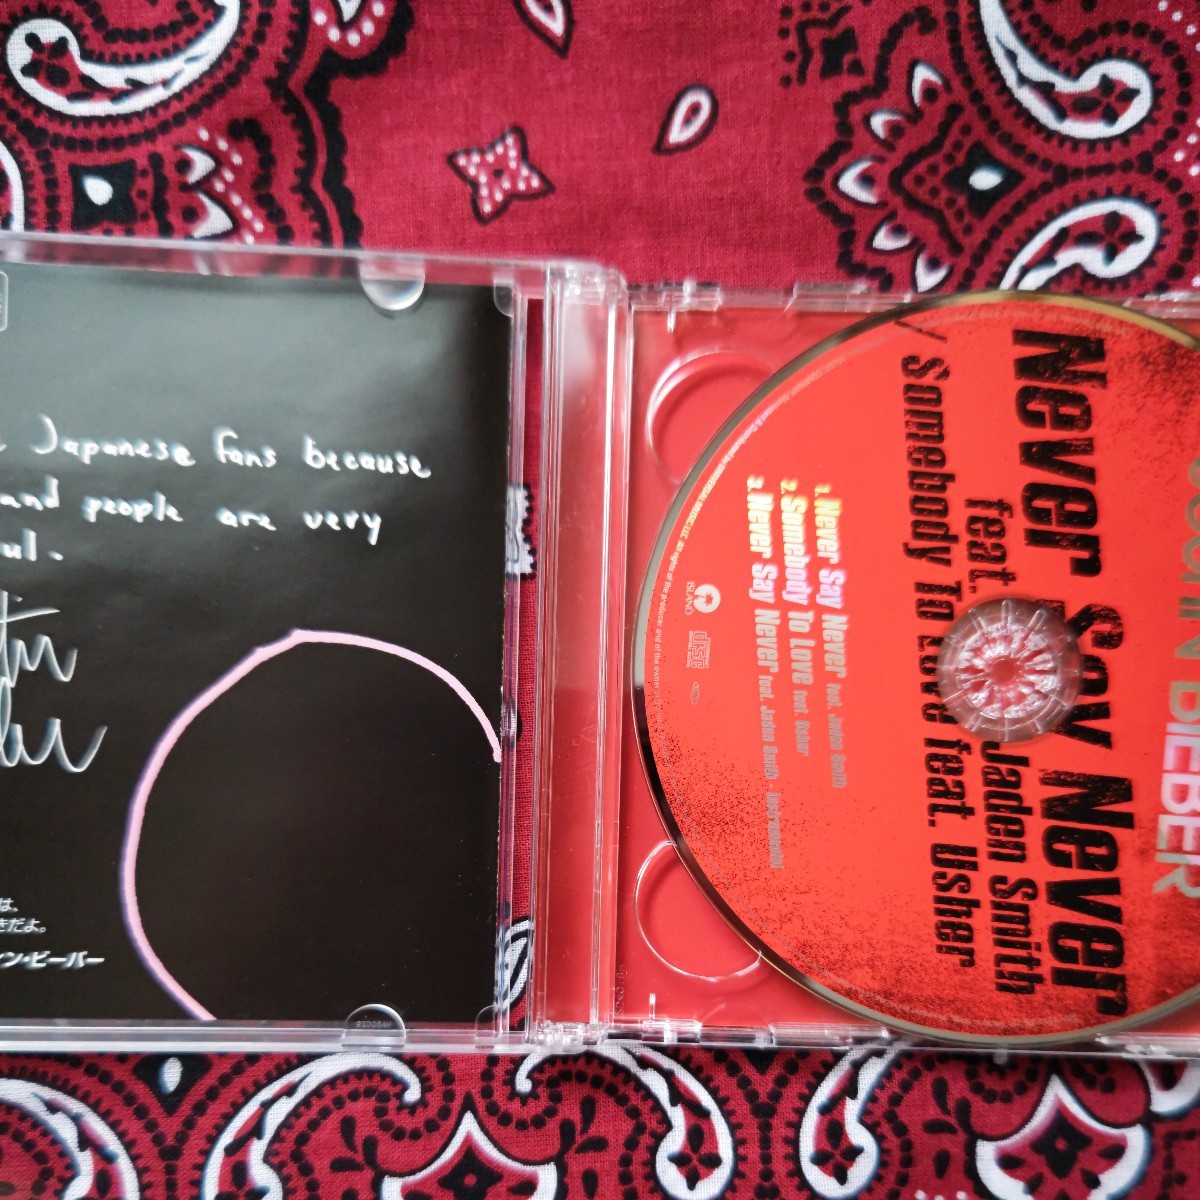 Japanese fans because
and people are very
ul.
は、
きだよ。
ン・ビーバー
BIEBER
Never Say Never
feat. Jaden Smith
/ Somebody To Love feat. Usher
1. Never Say Never feat. Jaden Smith
2. Somebody To Love feat. Usher
3. Never Say Never feat. Jaden Smith - instrumental
ISLAND
disc